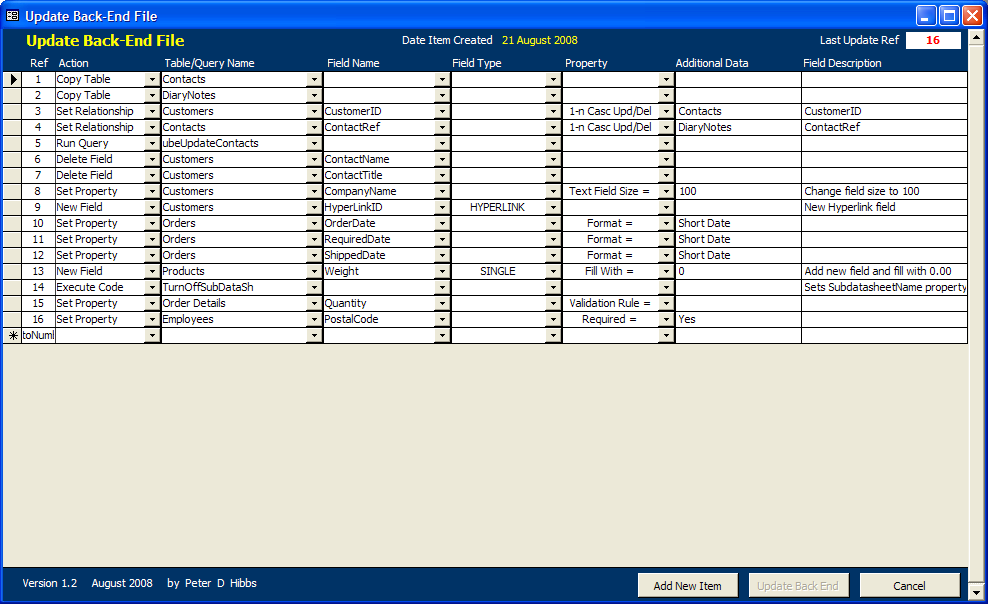 Update Back-End File
Update Back-End File Date Item Created 21 August 2008 Last Update Ref 16
Ref Action Table/Query Name Field Name Field Type Property Additional Data Field Description
1 Copy Table Contacts
2 Copy Table DiaryNotes
3 Set Relationship Customers CustomerID 1-n Casc Upd/Del Contacts CustomerID
4 Set Relationship Contacts ContactRef 1-n Casc Upd/Del DiaryNotes ContactRef
5 Run Query ubeUpdateContacts
6 Delete Field Customers ContactName
7 Delete Field Customers ContactTitle
8 Set Property Customers CompanyName Text Field Size = 100 Change field size to 100
9 New Field Customers HyperLinkID HYPERLINK New Hyperlink field
10 Set Property Orders OrderDate Format = Short Date
11 Set Property Orders RequiredDate Format = Short Date
12 Set Property Orders ShippedDate Format = Short Date
13 New Field Products Weight SINGLE Fill With = 0 Add new field and fill with 0.00
14 Execute Code TurnOffSubDataSh Sets SubdatasheetName property
15 Set Property Order Details Quantity Validation Rule =
16 Set Property Employees PostalCode Required = Yes
toNuml
Version 1.2 August 2008 by Peter D Hibbs Add New Item Update Back End Cancel